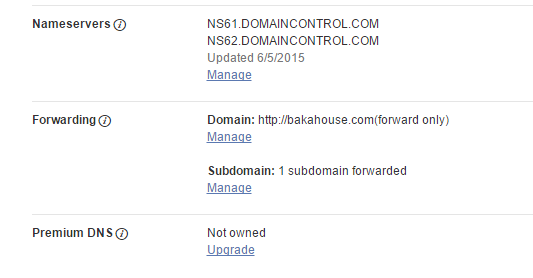 Nameservers
NS61.DOMAINCONTROL.COM
NS62.DOMAINCONTROL.COM
Updated 6/5/2015
Manage
Forwarding
Domain: http://bakahouse.com(forward only)
Manage
Subdomain: 1 subdomain forwarded
Manage
Premium DNS
Not owned
Upgrade